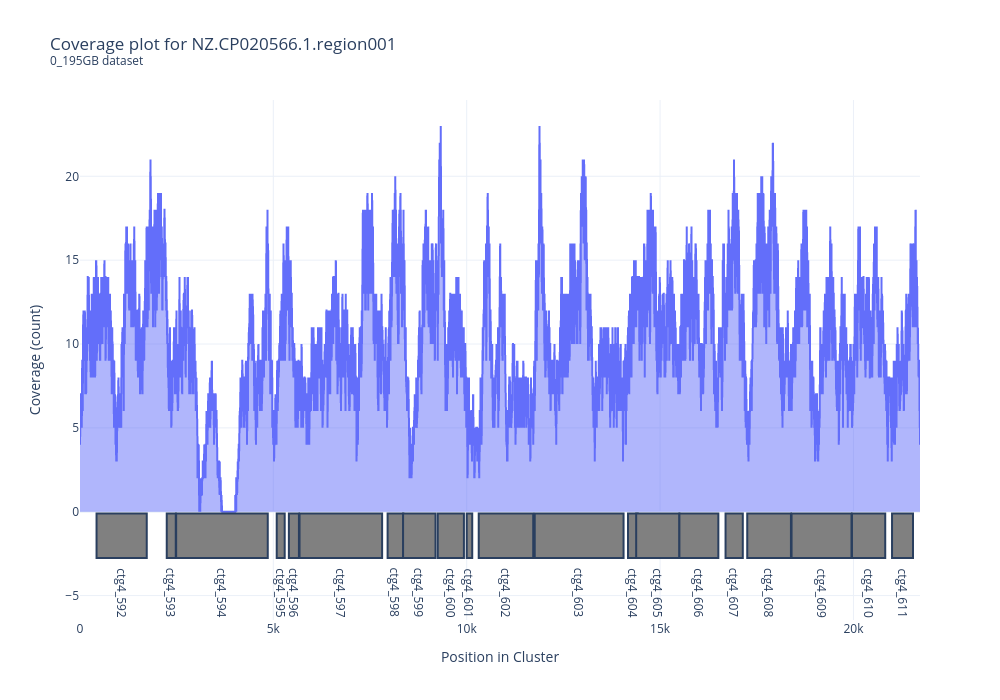 Coverage plot for NZ.CP020566.1.region001
0_195GB dataset
Coverage (count)
20
15
10
5
0
−5
ctg4_592
ctg4_593
ctg4_594
ctg4_595
ctg4_596
ctg4_597
ctg4_598
ctg4_599
ctg4_600
ctg4_601
ctg4_602
ctg4_603
ctg4_604
ctg4_605
ctg4_606
ctg4_607
ctg4_608
ctg4_609
ctg4_610
ctg4_611
0
5k
10k
15k
20k
Position in Cluster